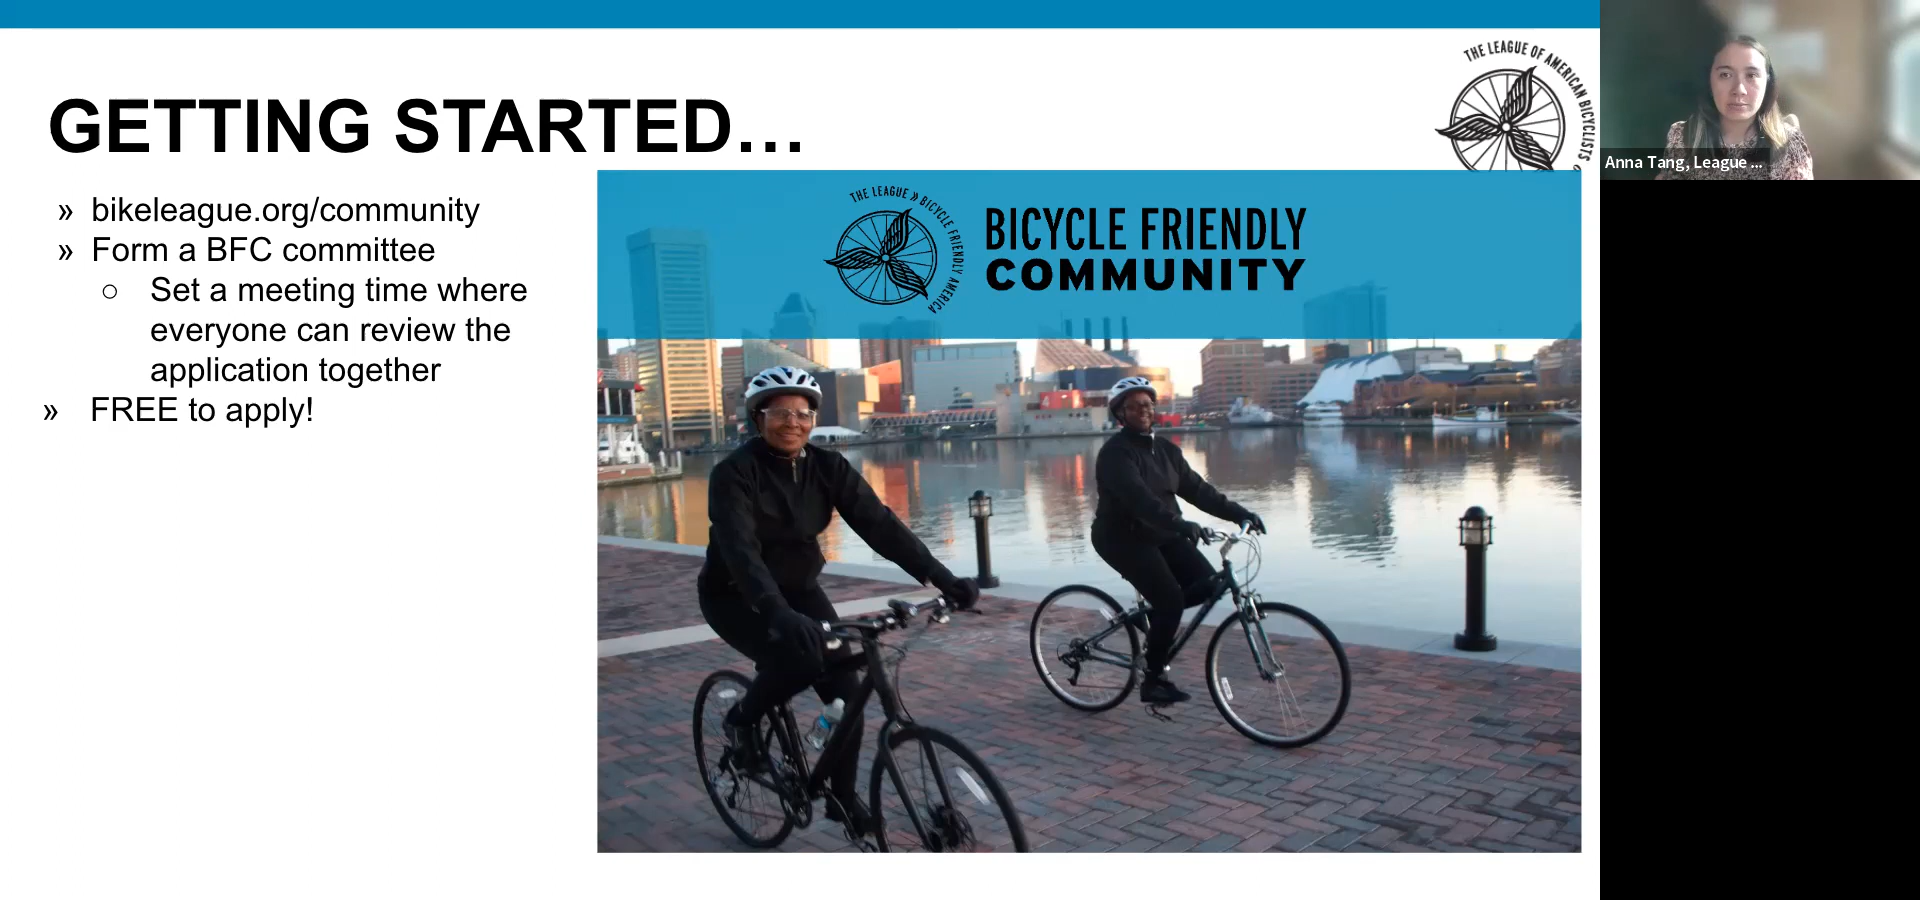 GETTING STARTED...
THE LEAGUE OF AMERICAN BICYCLISTS
» bikeleague.org/community
» Form a BFC committee
○ Set a meeting time where
everyone can review the
application together
» FREE to apply!
THE LEAGUE » BICYCLE FRIENDLY AMERICA
BICYCLE FRIENDLY
COMMUNITY
4
Anna Tang, League ...